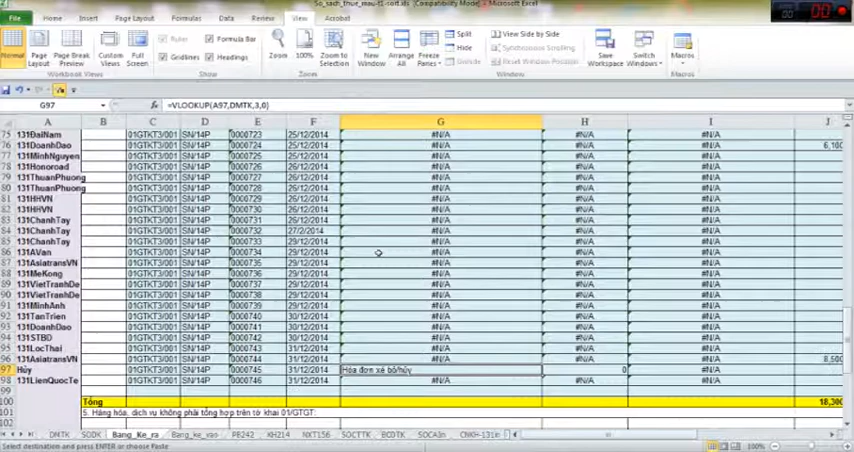 So_sach_thue_mau-t1-sort.xls [Compatibility Mode] - Microsoft Excel
File Home Insert Page Layout Formulas Data Review View Acrobat
Normal Page Layout Page Break Preview Custom Views Full Screen
Ruler Formula Bar
Gridlines Headings
Zoom 100% Zoom to Selection
New Window Arrange All Freeze Panes
Split
Hide
Unhide
View Side by Side
Synchronous Scrolling
Reset Window Position
Save Workspace Switch Windows Macros
Workbook Views Show Zoom Window Macros
G97 =VLOOKUP(A97,DMTK,3,0)
A B C D E F G H I J
75 131ĐaiNam 01GTKT3/001 SN/14P 0000723 25/12/2014 #N/A #N/A #N/A
76 131DoanhDao 01GTKT3/001 SN/14P 0000724 25/12/2014 #N/A #N/A #N/A 6,100
77 131MinhNguyen 01GTKT3/001 SN/14P 0000725 26/12/2014 #N/A #N/A #N/A
78 131Honoroad 01GTKT3/001 SN/14P 0000726 26/12/2014 #N/A #N/A #N/A
79 131ThuanPhuong 01GTKT3/001 SN/14P 0000727 26/12/2014 #N/A #N/A #N/A
80 131ThuanPhuong 01GTKT3/001 SN/14P 0000728 26/12/2014 #N/A #N/A #N/A
81 131HHVN 01GTKT3/001 SN/14P 0000729 26/12/2014 #N/A #N/A #N/A
82 131HHVN 01GTKT3/001 SN/14P 0000730 26/12/2014 #N/A #N/A #N/A
83 131ChanhTay 01GTKT3/001 SN/14P 0000731 26/12/2014 #N/A #N/A #N/A
84 131ChanhTay 01GTKT3/001 SN/14P 0000732 27/2/2014 #N/A #N/A #N/A
85 131ChanhTay 01GTKT3/001 SN/14P 0000733 29/12/2014 #N/A #N/A #N/A
86 131AVan 01GTKT3/001 SN/14P 0000734 29/12/2014 #N/A #N/A #N/A
87 131AsiatransVN 01GTKT3/001 SN/14P 0000735 29/12/2014 #N/A #N/A #N/A
88 131MeKong 01GTKT3/001 SN/14P 0000736 29/12/2014 #N/A #N/A #N/A
89 131VietTranhDe 01GTKT3/001 SN/14P 0000737 29/12/2014 #N/A #N/A #N/A
90 131VietTranhDe 01GTKT3/001 SN/14P 0000738 29/12/2014 #N/A #N/A #N/A
91 131MinhAnh 01GTKT3/001 SN/14P 0000739 29/12/2014 #N/A #N/A #N/A
92 131TanTrien 01GTKT3/001 SN/14P 0000740 30/12/2014 #N/A #N/A #N/A
93 131DoanhDao 01GTKT3/001 SN/14P 0000741 30/12/2014 #N/A #N/A #N/A
94 131STBD 01GTKT3/001 SN/14P 0000742 30/12/2014 #N/A #N/A #N/A
95 131LocThai 01GTKT3/001 SN/14P 0000743 31/12/2014 #N/A #N/A #N/A
96 131AsiatransVN 01GTKT3/001 SN/14P 0000744 31/12/2014 #N/A #N/A #N/A 8,500
97 Hủy 01GTKT3/001 SN/14P 0000745 31/12/2014 Hóa đơn xé bỏ/hủy 0 #N/A
98 131LienQuocTe 01GTKT3/001 SN/14P 0000746 31/12/2014 #N/A #N/A #N/A
99
100 Tổng 18,300
101 5. Hàng hóa, dịch vụ không phải tổng hợp trên tờ khai 01/GTGT:
102
DMTK SODK Bang_Ke_ra Bang_ke_vao PB242 KH214 NXT156 SOCTTK BCDTK SOCAIn CNKH-131n
Select destination and press ENTER or choose Paste 100%